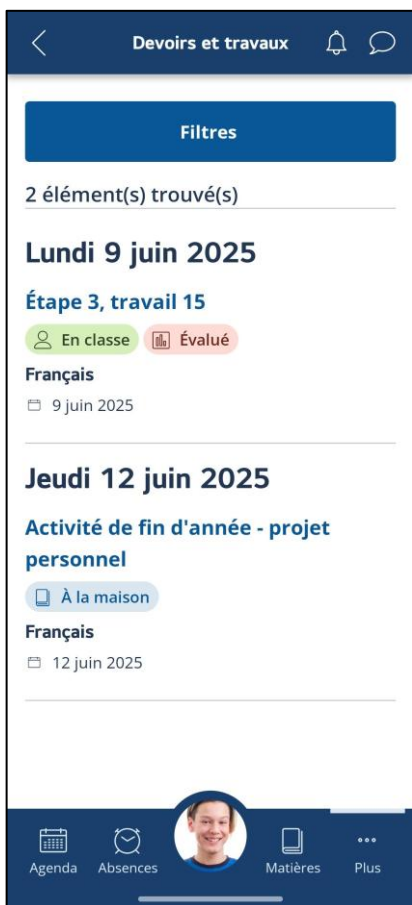 Devoirs et travaux
Filtres
2 élément(s) trouvé(s)
Lundi 9 juin 2025
Étape 3, travail 15
En classe Évalué
Français
9 juin 2025
Jeudi 12 juin 2025
Activité de fin d'année - projet
personnel
À la maison
Français
12 juin 2025
Agenda Absences Matières Plus